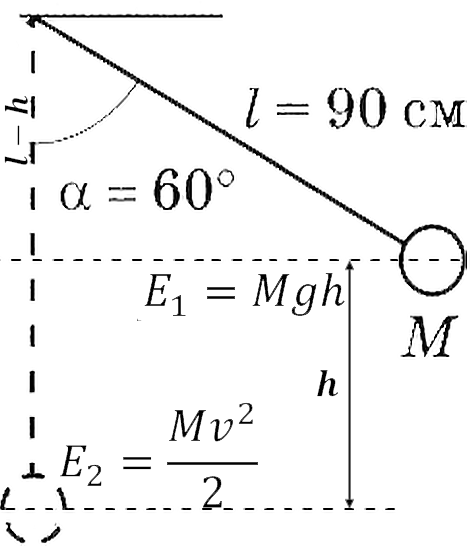 l − h
l = 90 см
α = 60°
E₁ = Mgh
M
h
E₂ = Mv²/2